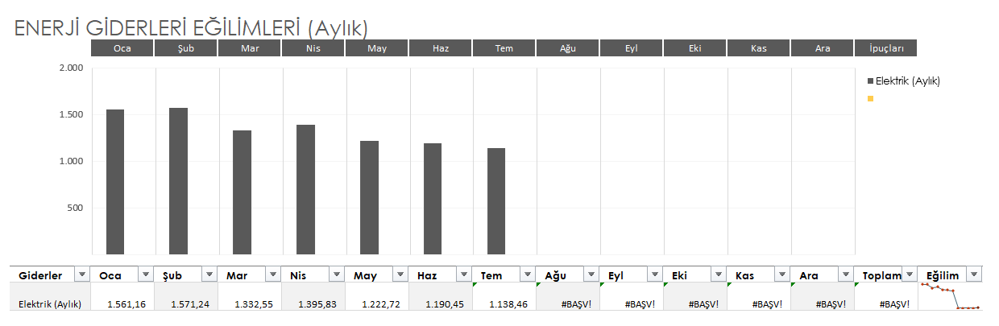 ENERJİ GİDERLERİ EĞİLİMLERİ (Aylık)
Oca Şub Mar Nis May Haz Tem Ağu Eyl Eki Kas Ara İpuçları
2.000
Elektrik (Aylık)
1.500
1.000
500
Giderler Oca Şub Mar Nis May Haz Tem Ağu Eyl Eki Kas Ara Toplam Eğilim
Elektrik (Aylık) 1.561,16 1.571,24 1.332,55 1.395,83 1.222,72 1.190,45 1.138,46 #BAŞV! #BAŞV! #BAŞV! #BAŞV! #BAŞV! #BAŞV!